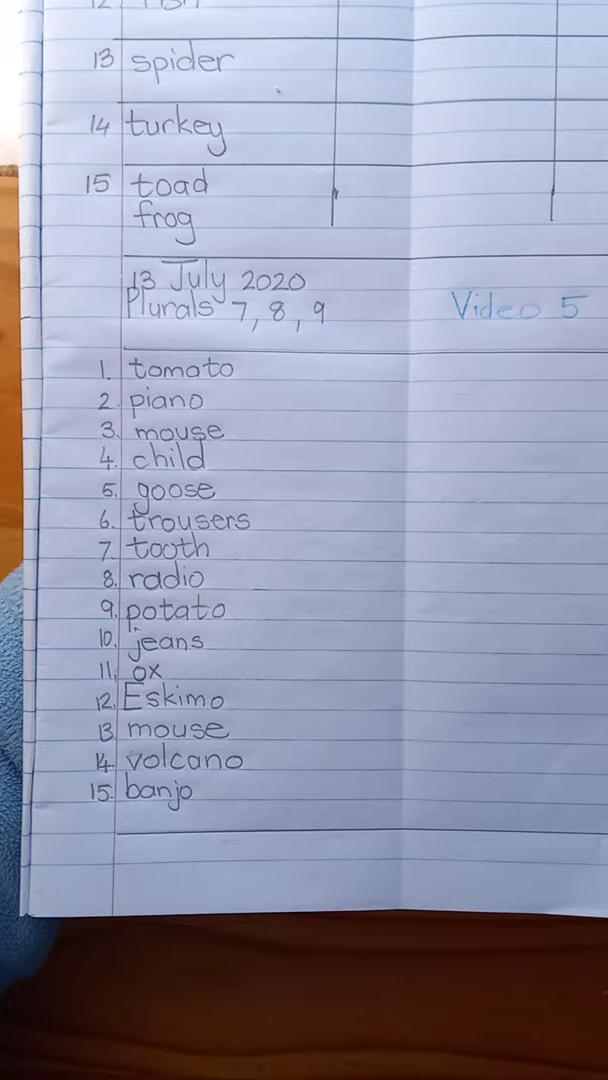 13 spider
14 turkey
15 toad
frog
13 July 2020
Plurals 7, 8, 9
Video 5
1. tomato
2. piano
3. mouse
4. child
5. goose
6. trousers
7. tooth
8. radio
9. potato
10. jeans
11. ox
12. Eskimo
13 mouse
14. volcano
15. banjo